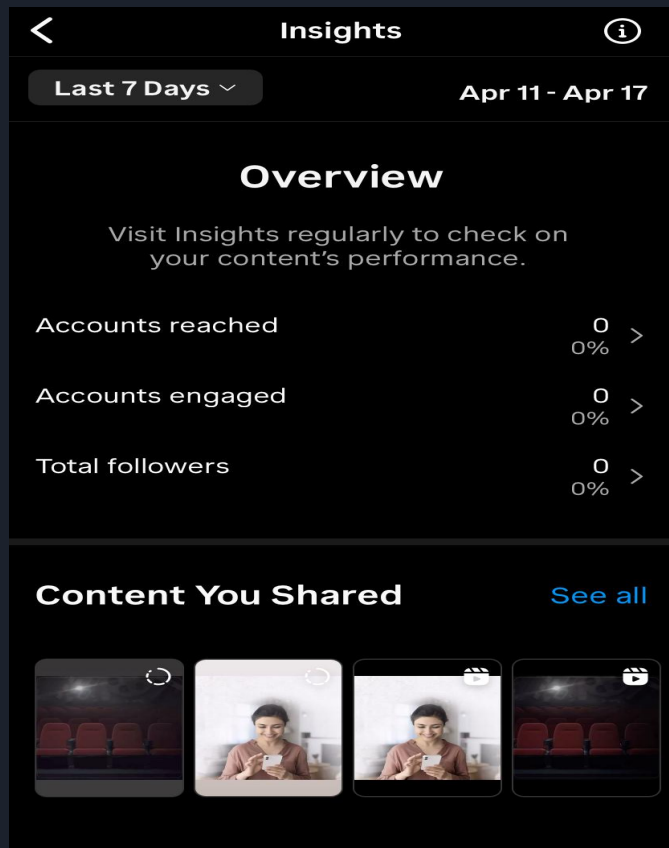 Insights
Last 7 Days
Apr 11 - Apr 17
Overview
Visit Insights regularly to check on
your content's performance.
Accounts reached
0
0%
Accounts engaged
0
0%
Total followers
0
0%
Content You Shared
See all